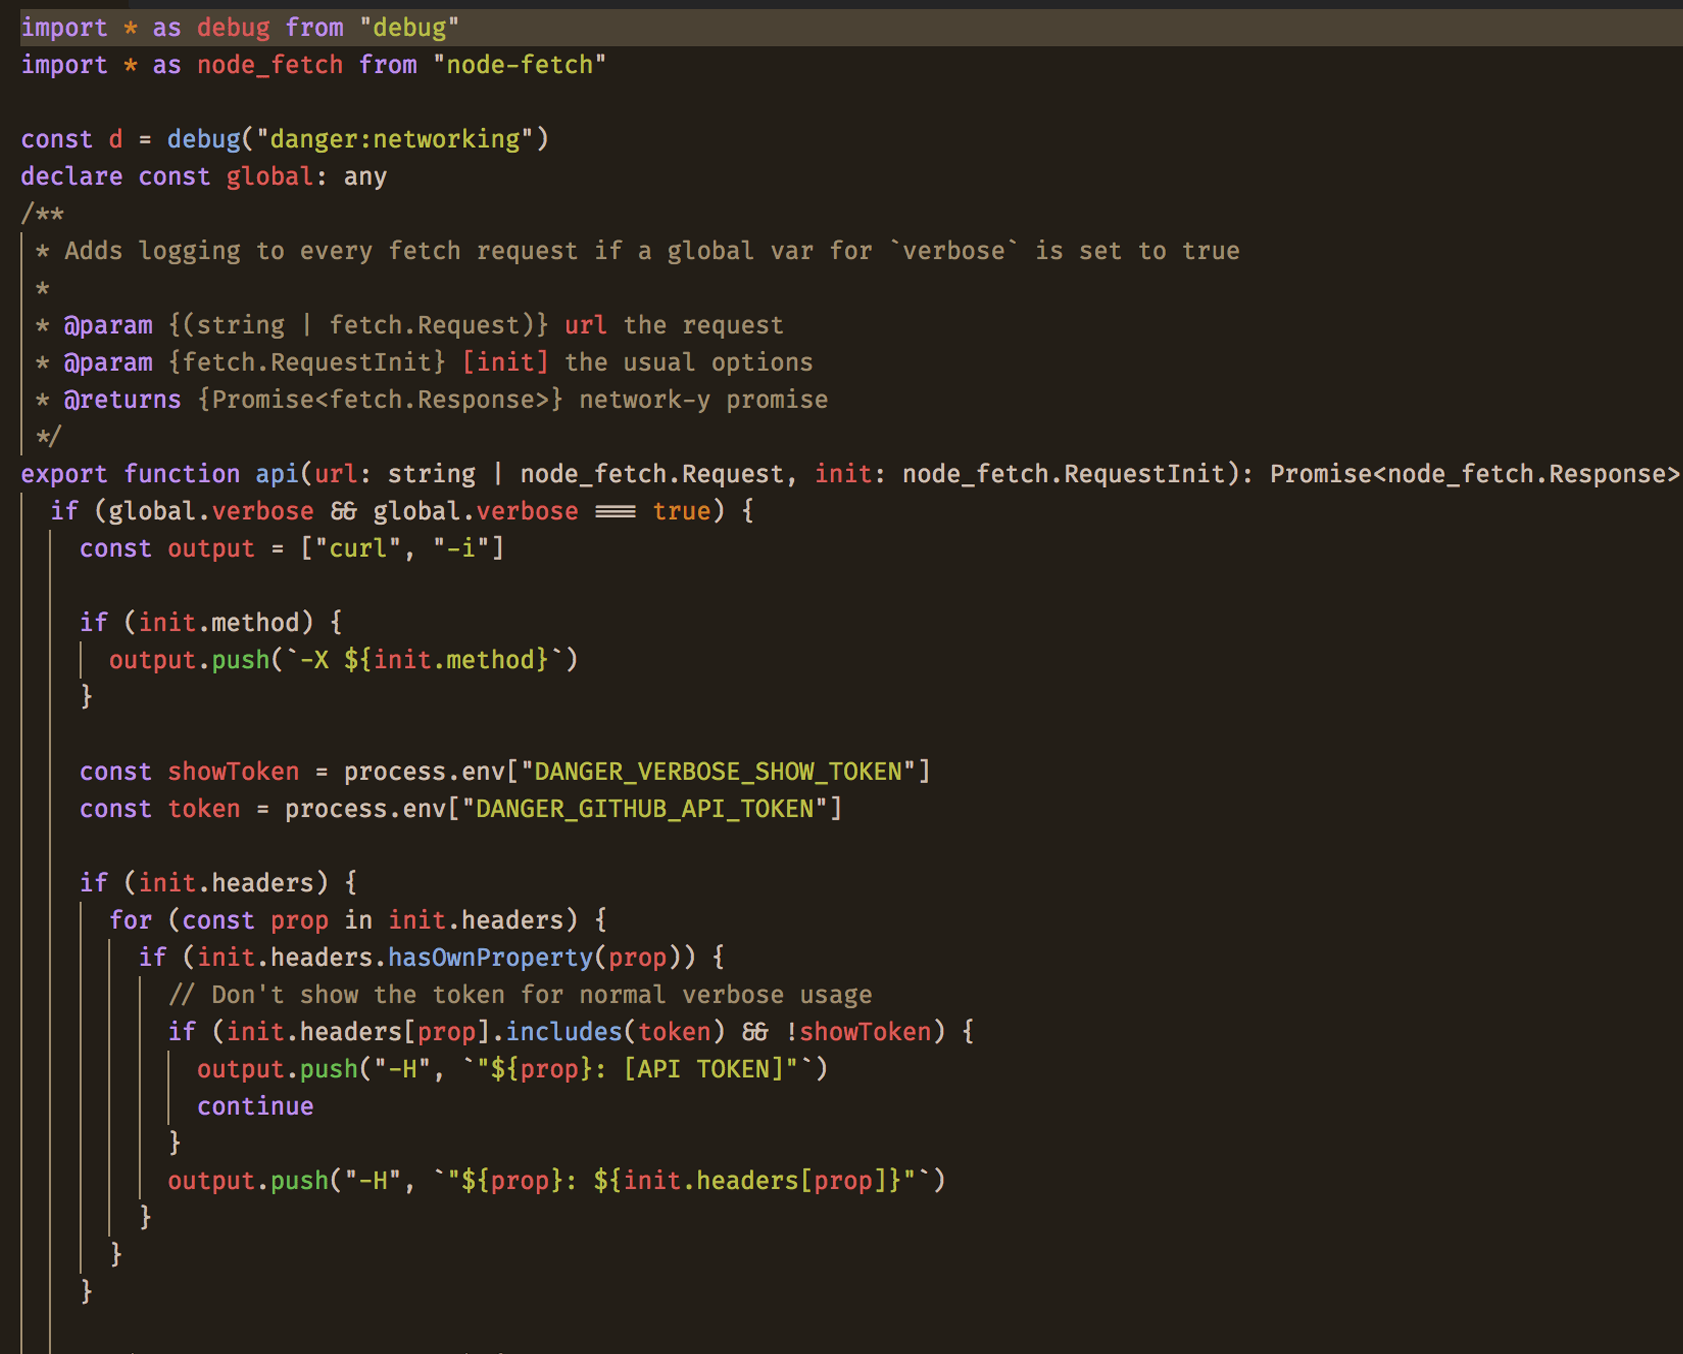 import * as debug from "debug"
import * as node_fetch from "node-fetch"
const d = debug("danger:networking")
declare const global: any
/**
* Adds logging to every fetch request if a global var for `verbose` is set to true
*
* @param {(string | fetch.Request)} url the request
* @param {fetch.RequestInit} [init] the usual options
* @returns {Promise<fetch.Response>} network-y promise
*/
export function api(url: string | node_fetch.Request, init: node_fetch.RequestInit): Promise<node_fetch.Response>
if (global.verbose && global.verbose === true) {
const output = ["curl", "-i"]
if (init.method) {
output.push(`-X ${init.method}`)
}
const showToken = process.env["DANGER_VERBOSE_SHOW_TOKEN"]
const token = process.env["DANGER_GITHUB_API_TOKEN"]
if (init.headers) {
for (const prop in init.headers) {
if (init.headers.hasOwnProperty(prop)) {
// Don't show the token for normal verbose usage
if (init.headers[prop].includes(token) && !showToken) {
output.push("-H", `"${prop}: [API TOKEN]"`)
continue
}
output.push("-H", `"${prop}: ${init.headers[prop]}"`)
}
}
}